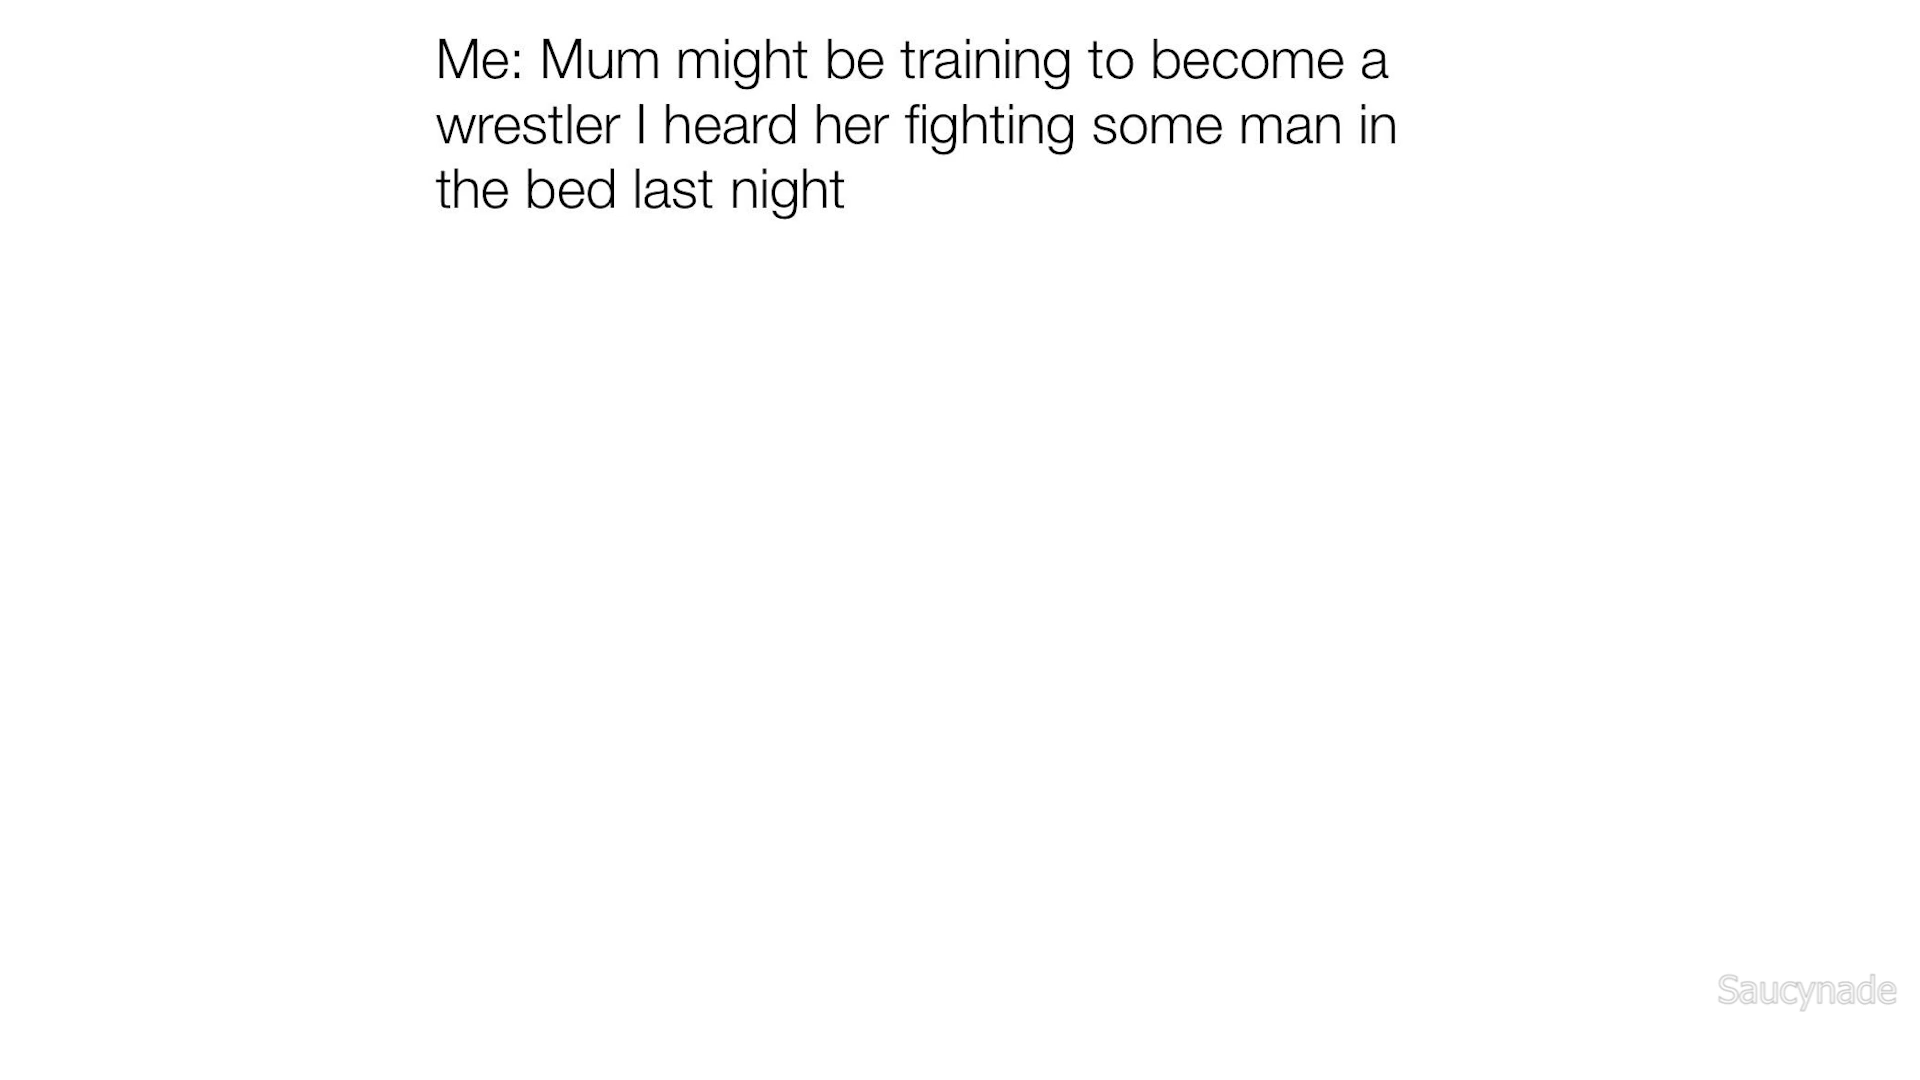 Me: Mum might be training to become a
wrestler I heard her fighting some man in
the bed last night
Saucynade